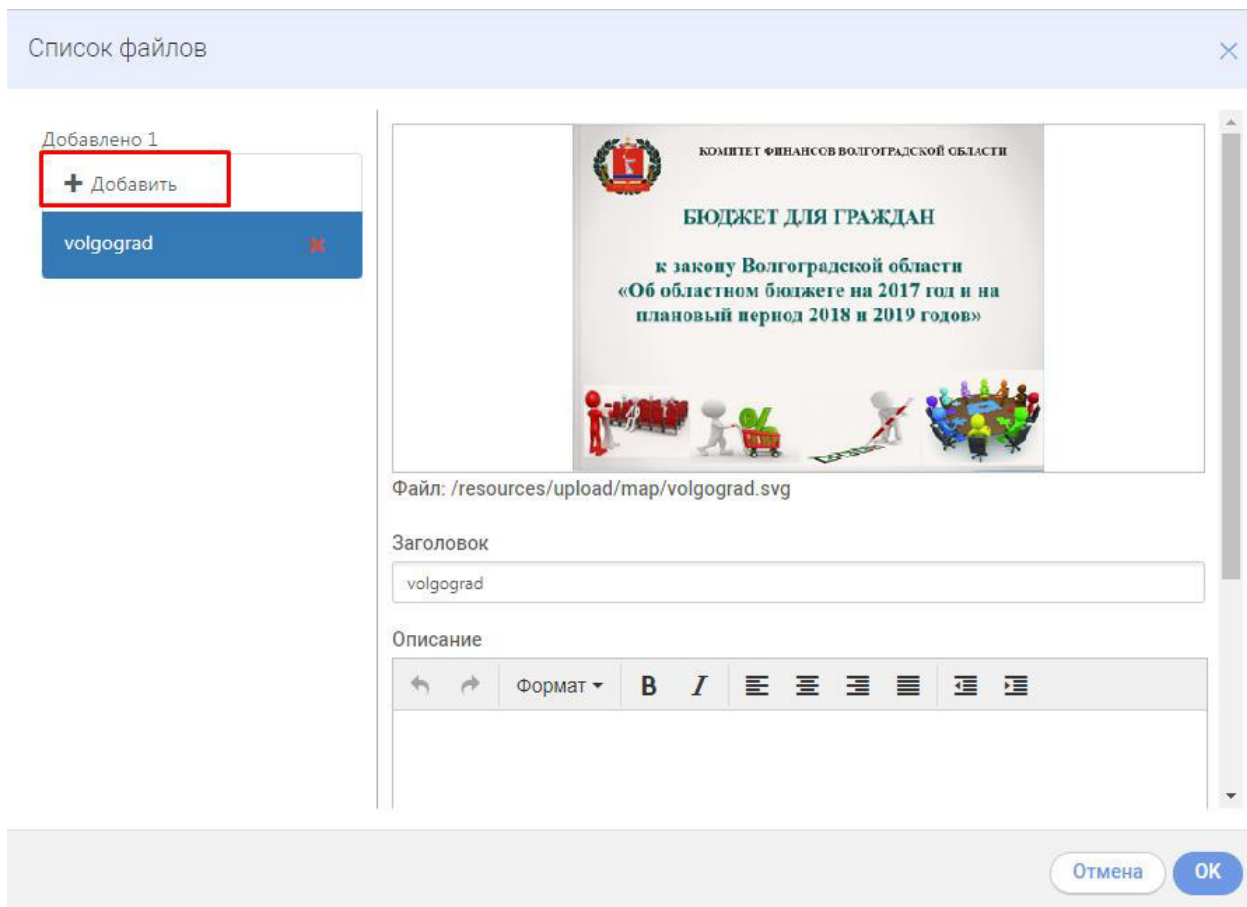 Список файлов
Добавлено 1
Добавить
volgograd
КОМИТЕТ ФИНАНСОВ ВОЛГОГРАДСКОЙ ОБЛАСТИ
БЮДЖЕТ ДЛЯ ГРАЖДАН
к закону Волгоградской области
«Об областном бюджете на 2017 год и на
плановый период 2018 и 2019 годов»
%
Файл: /resources/upload/map/volgograd.svg
Заголовок
volgograd
Описание
Формат
B I
Отмена
OK